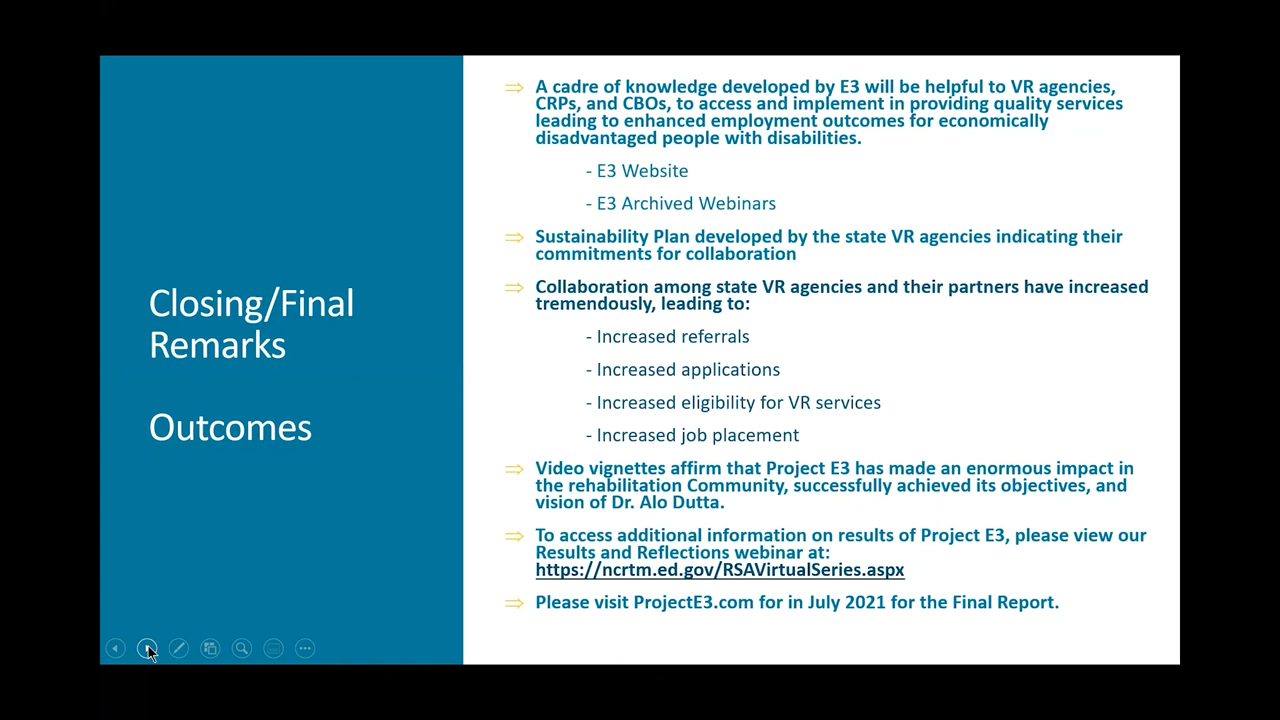 Closing/Final
Remarks
Outcomes
⇒ A cadre of knowledge developed by E3 will be helpful to VR agencies,
CRPs, and CBOs, to access and implement in providing quality services
leading to enhanced employment outcomes for economically
disadvantaged people with disabilities.
- E3 Website
- E3 Archived Webinars
⇒ Sustainability Plan developed by the state VR agencies indicating their
commitments for collaboration
⇒ Collaboration among state VR agencies and their partners have increased
tremendously, leading to:
- Increased referrals
- Increased applications
- Increased eligibility for VR services
- Increased job placement
⇒ Video vignettes affirm that Project E3 has made an enormous impact in
the rehabilitation Community, successfully achieved its objectives, and
vision of Dr. Alo Dutta.
⇒ To access additional information on results of Project E3, please view our
Results and Reflections webinar at:
https://ncrtm.ed.gov/RSAVirtualSeries.aspx
⇒ Please visit ProjectE3.com for in July 2021 for the Final Report.